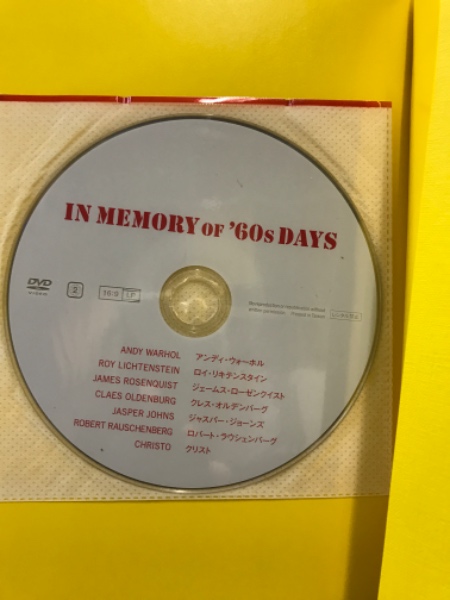 IN MEMORY OF '60s DAYS
DVD
2
16:9 LB
ANDY WARHOL アンディ・ウォーホル
ROY LICHTENSTEIN ロイ・リキテンスタイン
JAMES ROSENQUIST ジェームス・ローゼンクイスト
CLAES OLDENBURG クレス・オルデンバーグ
JASPER JOHNS ジャスパー・ジョーンズ
ROBERT RAUSCHENBERG ロバート・ラウシェンバーグ
CHRISTO クリスト